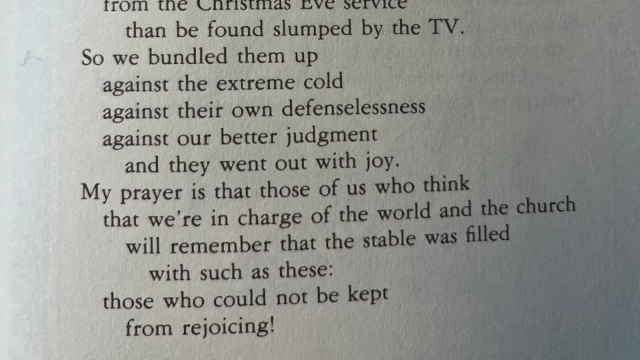 from the Christmas Eve service
than be found slumped by the TV.
So we bundled them up
against the extreme cold
against their own defenselessness
against our better judgment
and they went out with joy.
My prayer is that those of us who think
that we're in charge of the world and the church
will remember that the stable was filled
with such as these:
those who could not be kept
from rejoicing!